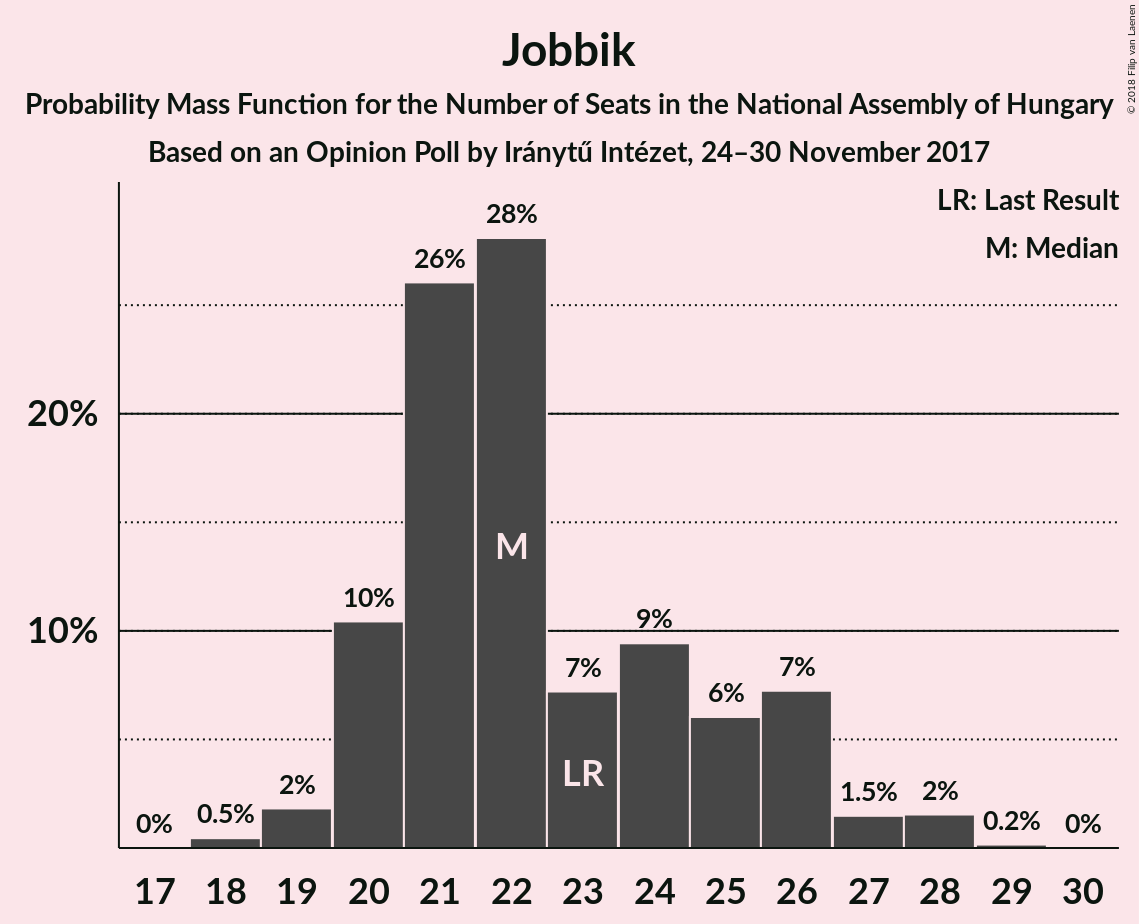 Jobbik
Probability Mass Function for the Number of Seats in the National Assembly of Hungary
Based on an Opinion Poll by Iránytű Intézet, 24–30 November 2017
© 2018 Filip van Laenen
LR: Last Result
M: Median
20%
10%
0%
0.5%
2%
10%
26%
28%
7%
9%
6%
7%
1.5%
2%
0.2%
0%
M
LR
17 18 19 20 21 22 23 24 25 26 27 28 29 30